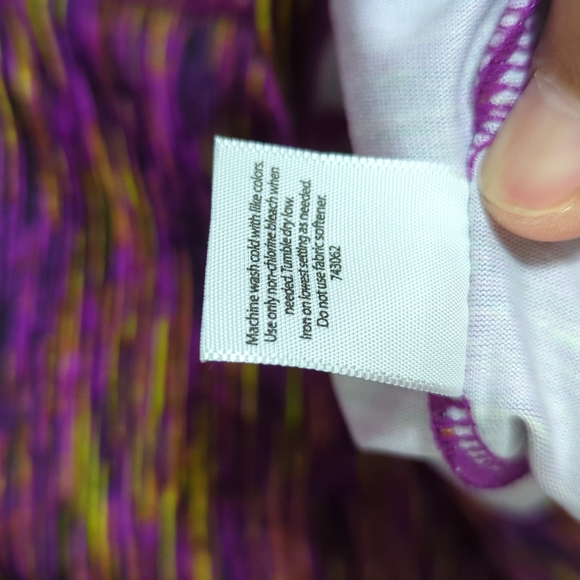 Machine wash cold with like colors.
Use only non-chlorine bleach when
needed. Tumble dry low.
Iron on lowest setting as needed.
Do not use fabric softener.
743062